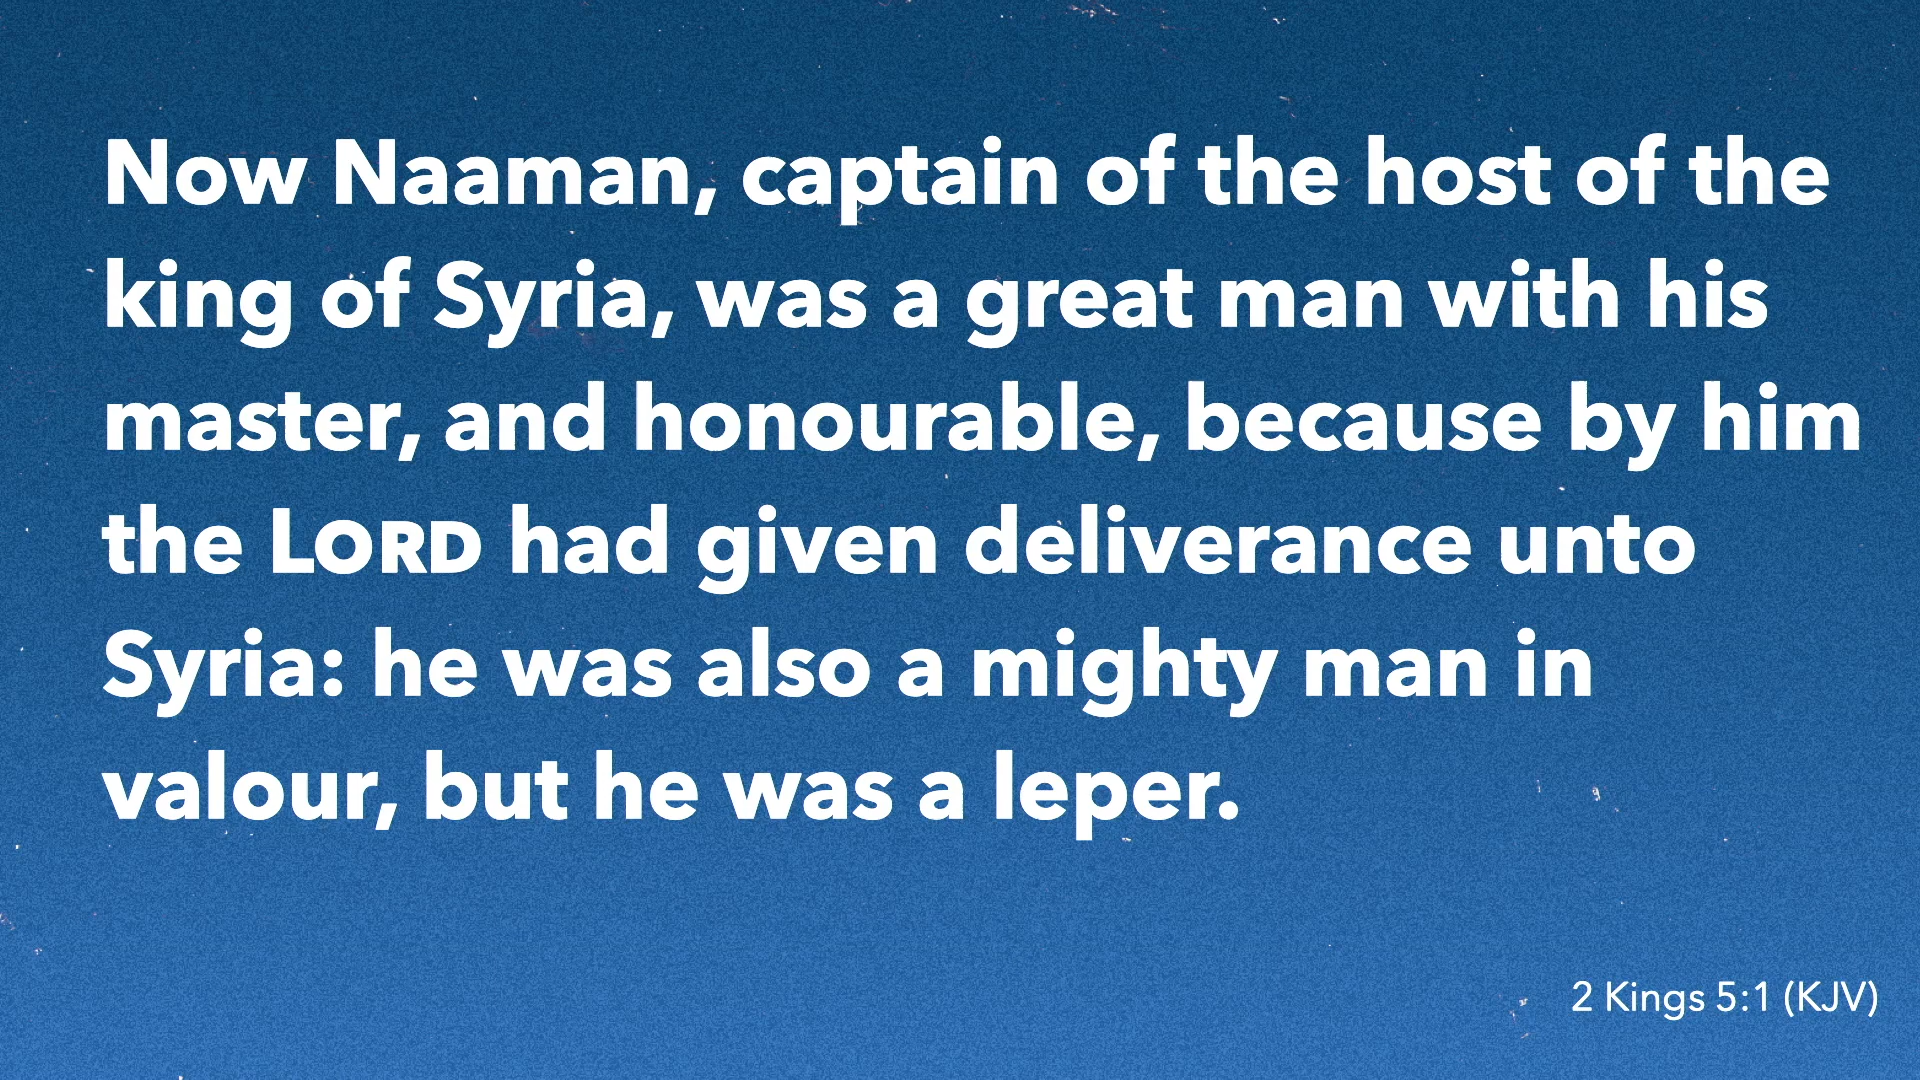 Now Naaman, captain of the host of the
king of Syria, was a great man with his
master, and honourable, because by him
the LORD had given deliverance unto
Syria: he was also a mighty man in
valour, but he was a leper.
2 Kings 5:1 (KJV)